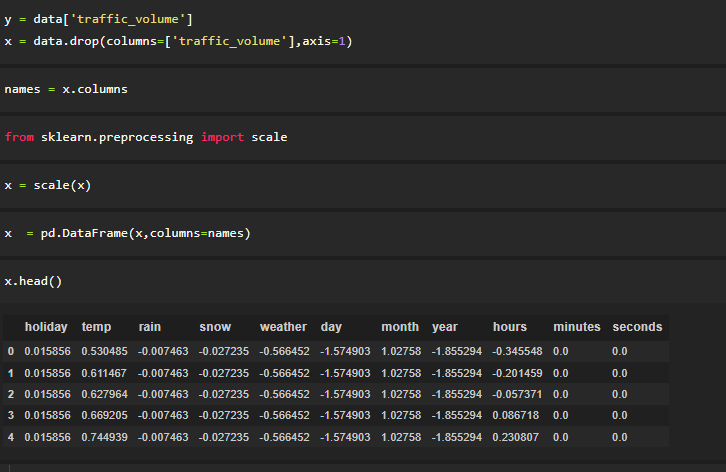 y = data['traffic_volume']
x = data.drop(columns=['traffic_volume'],axis=1)
names = x.columns
from sklearn.preprocessing import scale
x = scale(x)
x  = pd.DataFrame(x,columns=names)
x.head()
holiday temp rain snow weather day month year hours minutes seconds
0 0.015856 0.530485 -0.007463 -0.027235 -0.566452 -1.574903 1.02758 -1.855294 -0.345548 0.0 0.0
1 0.015856 0.611467 -0.007463 -0.027235 -0.566452 -1.574903 1.02758 -1.855294 -0.201459 0.0 0.0
2 0.015856 0.627964 -0.007463 -0.027235 -0.566452 -1.574903 1.02758 -1.855294 -0.057371 0.0 0.0
3 0.015856 0.669205 -0.007463 -0.027235 -0.566452 -1.574903 1.02758 -1.855294 0.086718 0.0 0.0
4 0.015856 0.744939 -0.007463 -0.027235 -0.566452 -1.574903 1.02758 -1.855294 0.230807 0.0 0.0